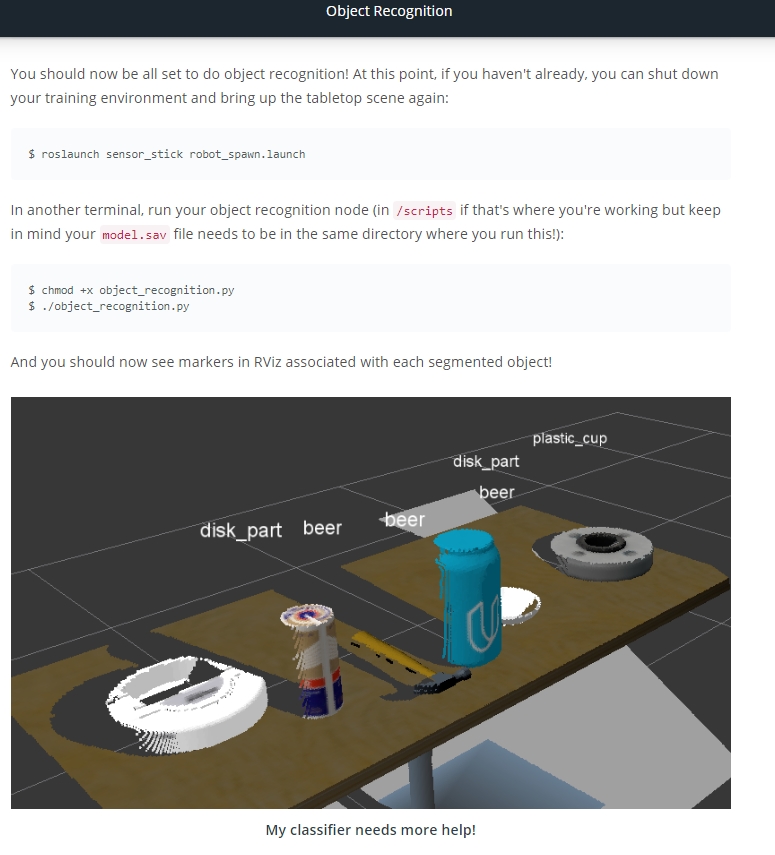 Object Recognition
You should now be all set to do object recognition! At this point, if you haven't already, you can shut down
your training environment and bring up the tabletop scene again:
$ roslaunch sensor_stick robot_spawn.launch
In another terminal, run your object recognition node (in /scripts if that's where you're working but keep
in mind your model.sav file needs to be in the same directory where you run this!):
$ chmod +x object_recognition.py
$ ./object_recognition.py
And you should now see markers in RViz associated with each segmented object!
plastic_cup
disk_part
beer
beer
disk_part beer
My classifier needs more help!